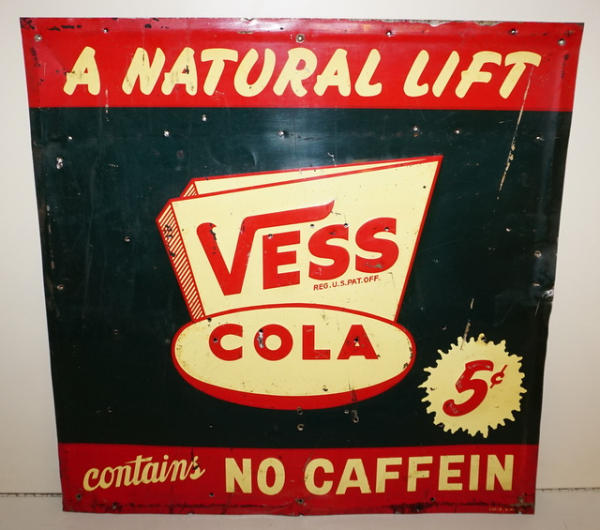 A NATURAL LIFT
VESS
REG. U.S. PAT. OFF.
COLA
5¢
contains NO CAFFEIN